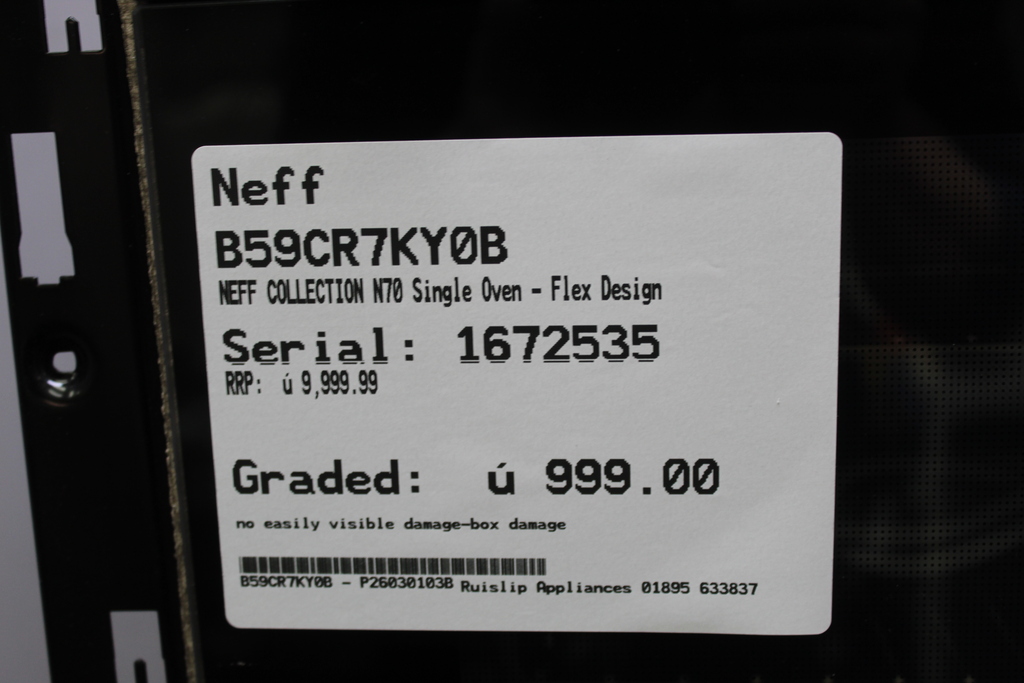 Neff
B59CR7KY0B
NEFF COLLECTION N70 Single Oven - Flex Design
Serial: 1672535
RRP: ú 9,999.99
Graded: ú 999.00
no easily visible damage-box damage
B59CR7KY0B - P26030103B Ruislip Appliances 01895 633837